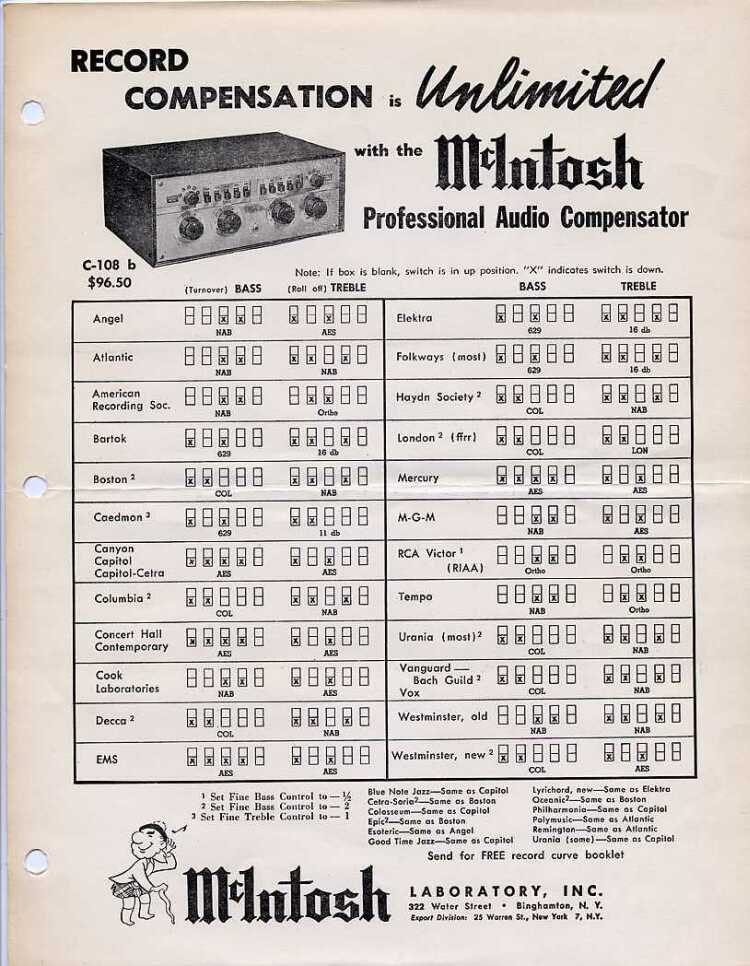 RECORD
COMPENSATION is Unlimited
with the McIntosh
Professional Audio Compensator
C-108 b
$96.50
Note: If box is blank, switch is in up position. "X" indicates switch is down.
(Turnover) BASS (Roll off) TREBLE BASS TREBLE
Angel NAB AES
Elektra 629 16 db
Atlantic NAB NAB
Folkways (most) 629 16 db
American
Recording Soc. NAB Ortho
Haydn Society 2 COL NAB
Bartok 629 16 db
London 2 (ffrr) COL LON
Boston 2 COL NAB
Mercury AES AES
Caedmon 3 629 11 db
M-G-M NAB AES
Canyon
Capitol
Capitol-Cetra AES AES
RCA Victor 1
(RIAA) Ortho Ortho
Columbia 2 COL NAB
Tempo NAB Ortho
Concert Hall
Contemporary AES AES
Urania (most) 2 COL NAB
Cook
Laboratories NAB AES
Vanguard —
Bach Guild 2
Vox COL NAB
Decca 2 COL NAB
Westminster, old NAB NAB
EMS AES AES
Westminster, new 2 COL AES
1 Set Fine Bass Control to — ½
2 Set Fine Bass Control to — 2
3 Set Fine Treble Control to — 1
Blue Note Jazz—Same as Capitol
Cetra-Soria2—Same as Boston
Colosseum—Same as Capitol
Epic2—Same as Boston
Esoteric—Same as Angel
Good Time Jazz—Same as Capitol
Lyrichord, new—Same as Elektra
Oceanic2—Same as Boston
Philharmonia—Same as Capitol
Polymusic—Same as Atlantic
Remington—Same as Atlantic
Urania (some)—Same as Capitol
Send for FREE record curve booklet
McIntosh LABORATORY, INC.
322 Water Street • Binghamton, N. Y.
Export Division: 25 Warren St., New York 7, N.Y.